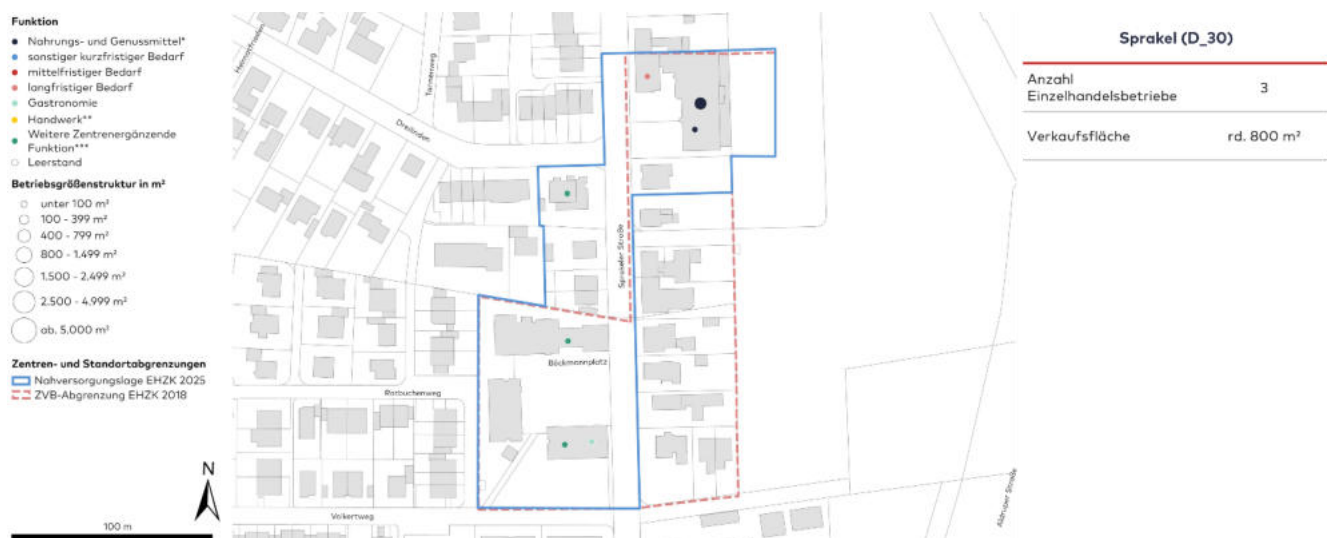 Funktion
Nahrungs- und Genussmittel*
sonstiger kurzfristiger Bedarf
mittelfristiger Bedarf
langfristiger Bedarf
Gastronomie
Handwerk**
Weitere Zentrenergänzende
Funktion***
Leerstand
Betriebsgrößenstruktur in m²
unter 100 m²
100 - 399 m²
400 - 799 m²
800 - 1.499 m²
1.500 - 2.499 m²
2.500 - 4.999 m²
ab. 5.000 m²
Zentren- und Standortabgrenzungen
Nahversorgungslage EHZK 2025
ZVB-Abgrenzung EHZK 2018
N
100 m
Tannenweg
Dreilinden
Sprakeler Straße
Böckmannplatz
Rotbuchenweg
Volkertweg
Aldruper Straße
Sprakel (D_30)
Anzahl
Einzelhandelsbetriebe 3
Verkaufsfläche rd. 800 m²